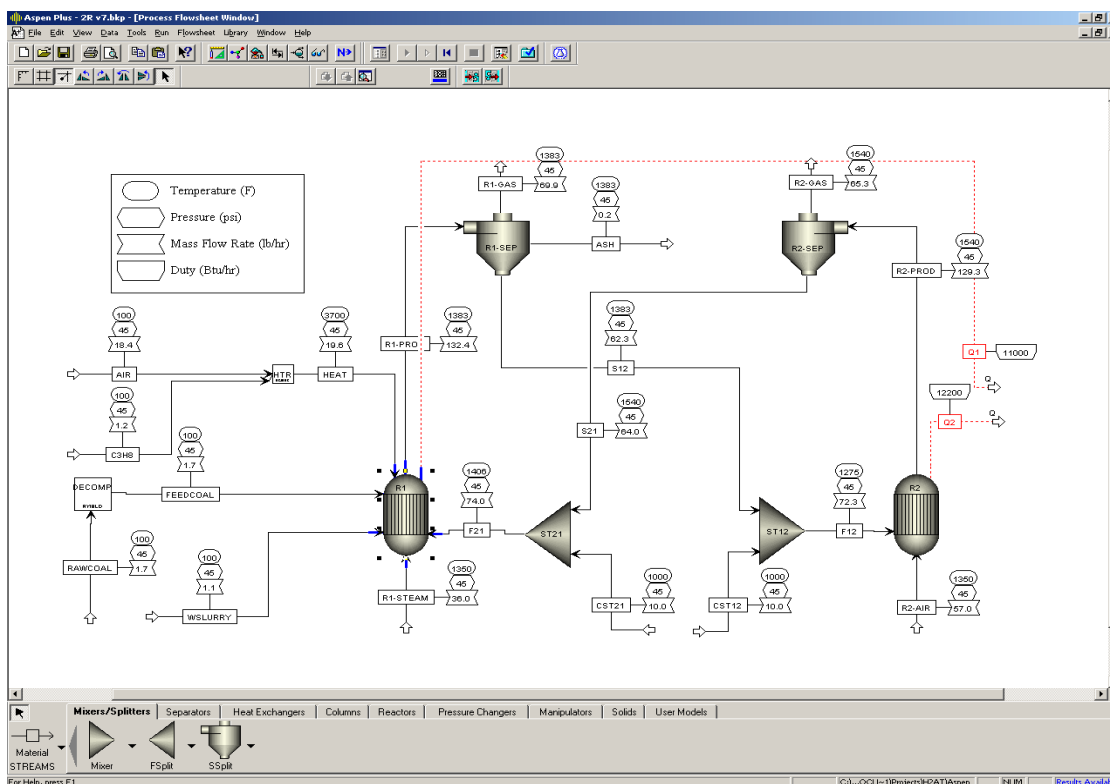 Aspen Plus - 2R v7.bkp - [Process Flowsheet Window]
File Edit View Data Tools Run Flowsheet Library Window Help
N>
Temperature (F)
Pressure (psi)
Mass Flow Rate (lb/hr)
Duty (Btu/hr)
1383
45
69.9
R1-GAS
1383
45
0.2
ASH
R1-SEP
1540
45
65.3
R2-GAS
R2-SEP
1540
45
129.3
R2-PROD
100
45
18.4
AIR
3700
45
19.6
HEAT
HTR
1383
45
132.4
R1-PRO
1383
45
62.3
S12
Q1
11000
Q
12200
Q2
Q
100
45
1.2
C3H8
1540
45
64.0
S21
100
45
1.7
FEEDCOAL
DECOMP
RYIELD
R1
1406
45
74.0
F21
ST21
ST12
1275
45
72.3
F12
R2
RAWCOAL
100
45
1.7
100
45
1.1
WSLURRY
R1-STEAM
1350
45
36.0
CST21
1000
45
10.0
CST12
1000
45
10.0
R2-AIR
1350
45
57.0
Mixers/Splitters Separators Heat Exchangers Columns Reactors Pressure Changers Manipulators Solids User Models
Material
STREAMS
Mixer
FSplit
SSplit
For Help, press F1
C:\...OCU~1\Projects\H2AT\Aspen
NUM
Results Availab